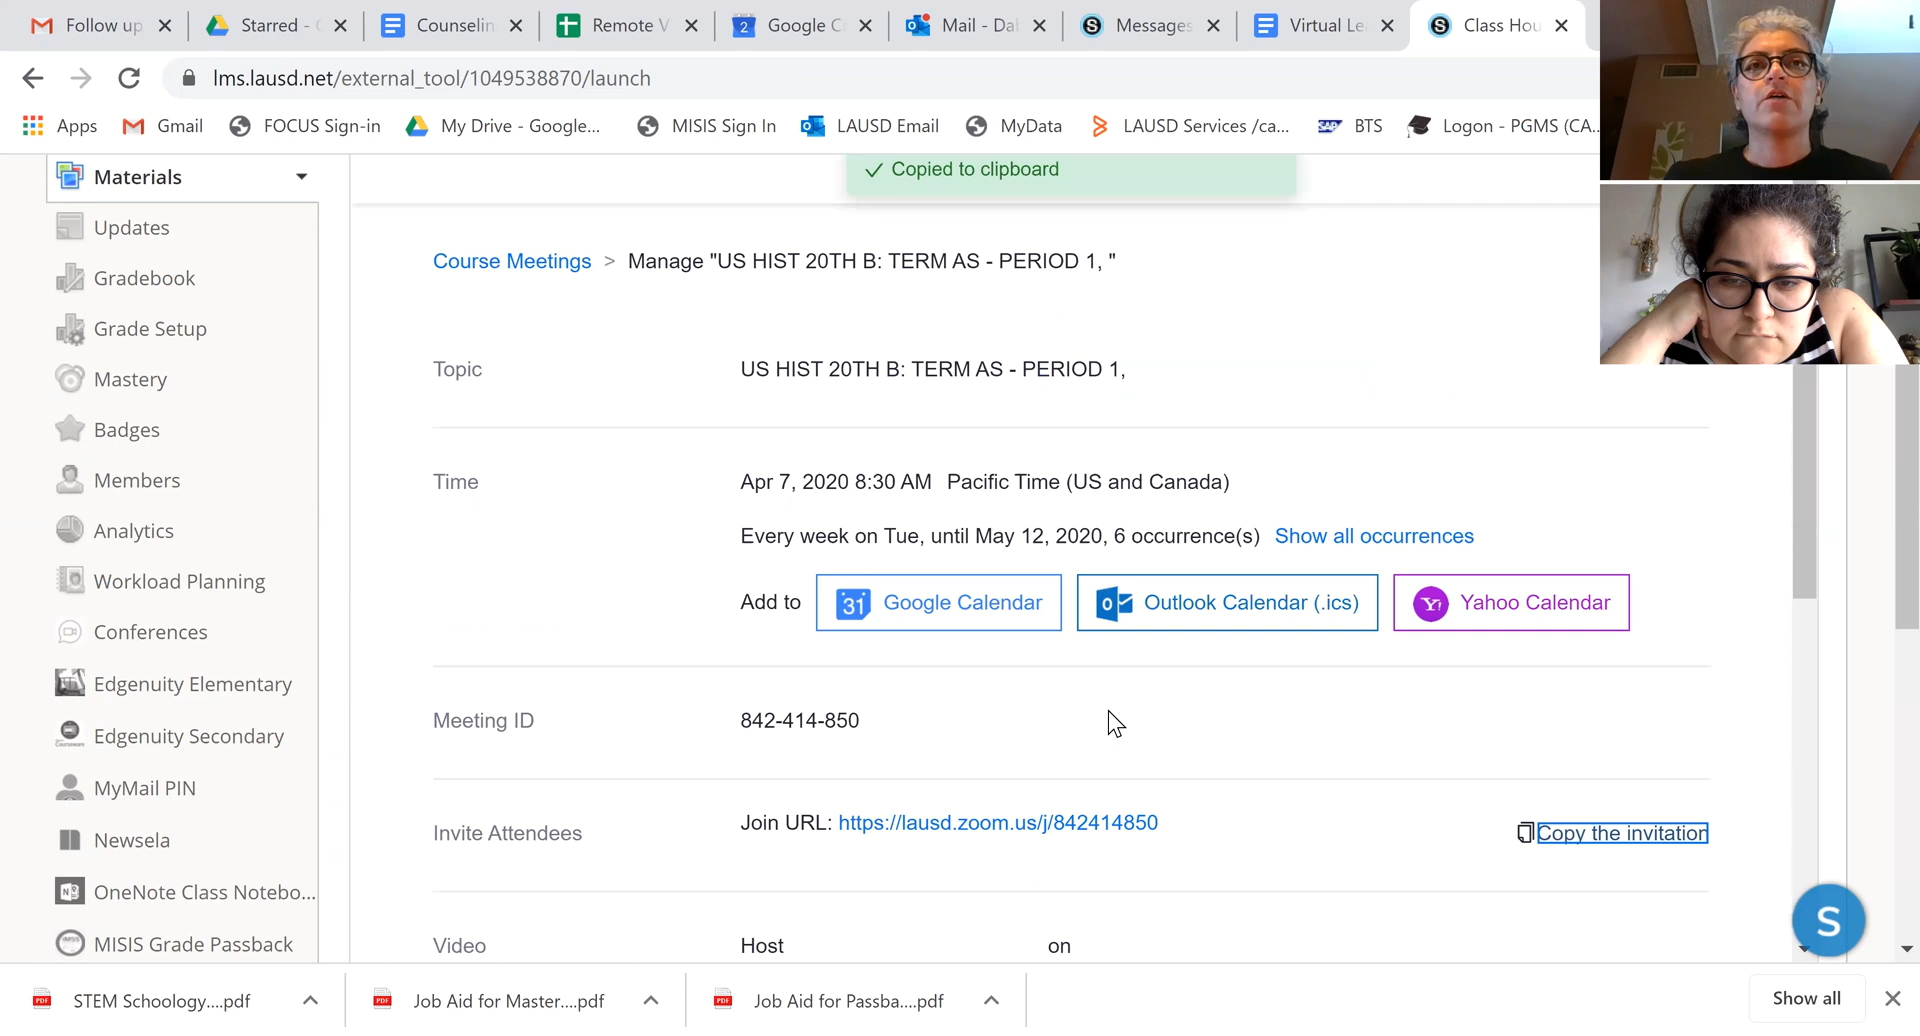 Follow up
Starred - 
Counselin
Remote V
Google C
Mail - Dal
Messages
Virtual Le
Class Hou
lms.lausd.net/external_tool/1049538870/launch
Apps
Gmail
FOCUS Sign-in
My Drive - Google...
MISIS Sign In
LAUSD Email
MyData
LAUSD Services /ca...
BTS
Logon - PGMS (CA...
Materials
Copied to clipboard
Updates
Course Meetings > Manage "US HIST 20TH B: TERM AS - PERIOD 1, "
Gradebook
Grade Setup
Topic US HIST 20TH B: TERM AS - PERIOD 1,
Mastery
Badges
Time Apr 7, 2020 8:30 AM Pacific Time (US and Canada)
Members
Every week on Tue, until May 12, 2020, 6 occurrence(s) Show all occurrences
Analytics
Workload Planning
Add to 31 Google Calendar Outlook Calendar (.ics) Yahoo Calendar
Conferences
Edgenuity Elementary
Meeting ID 842-414-850
Edgenuity Secondary
MyMail PIN
Invite Attendees Join URL: https://lausd.zoom.us/j/842414850 Copy the invitation
Newsela
OneNote Class Notebo...
S
MISIS Grade Passback
Video Host on
STEM Schoology....pdf
Job Aid for Master....pdf
Job Aid for Passba....pdf
Show all